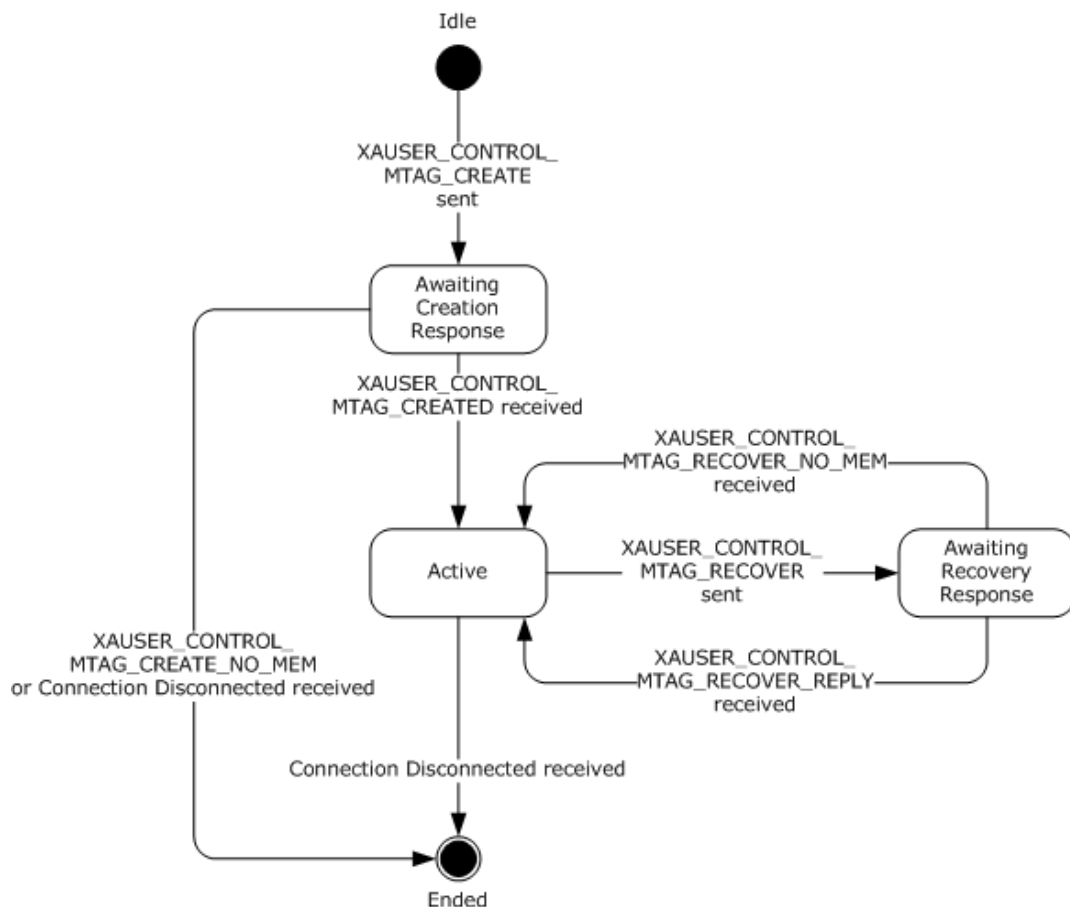 Idle
XAUSER_CONTROL_
MTAG_CREATE
sent
Awaiting
Creation
Response
XAUSER_CONTROL_
MTAG_CREATED received
XAUSER_CONTROL_
MTAG_RECOVER_NO_MEM
received
Active
XAUSER_CONTROL_
MTAG_RECOVER
sent
Awaiting
Recovery
Response
XAUSER_CONTROL_
MTAG_CREATE_NO_MEM
or Connection Disconnected received
XAUSER_CONTROL_
MTAG_RECOVER_REPLY
received
Connection Disconnected received
Ended